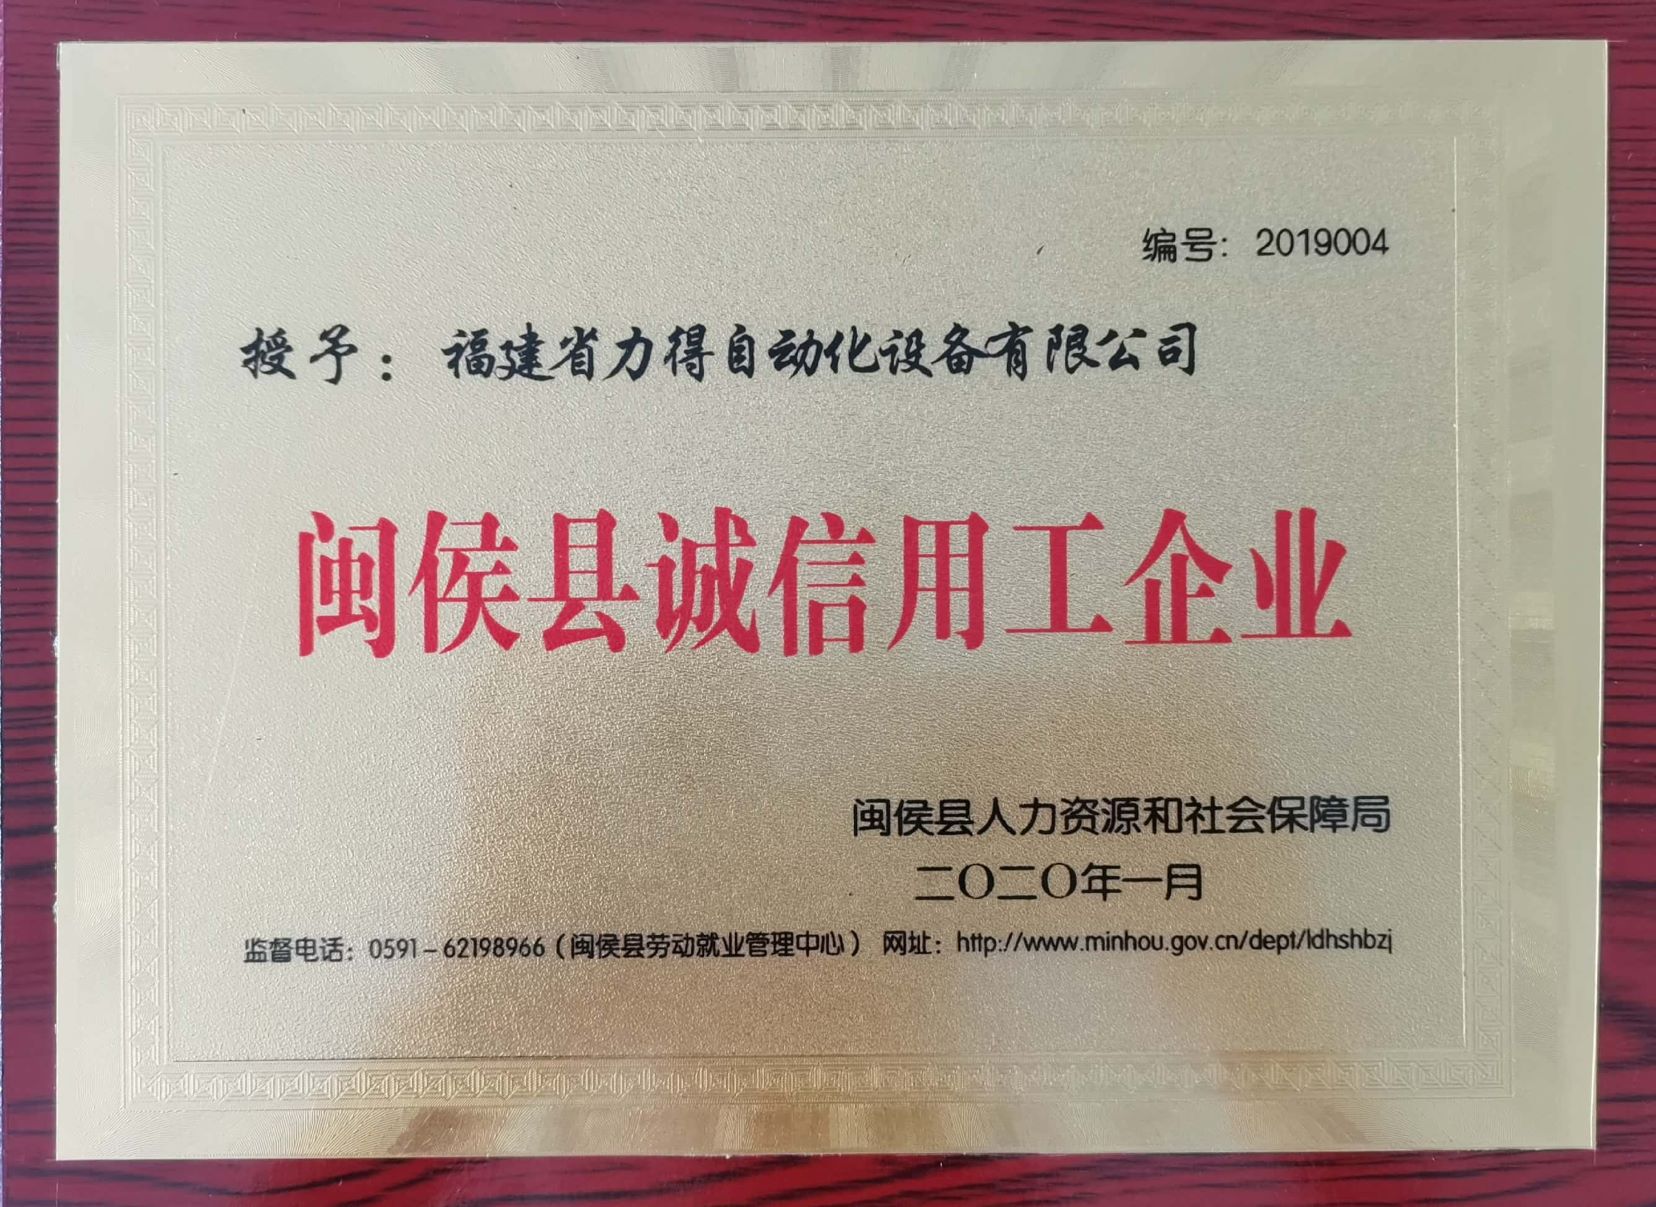 编号：2019004
授予：福建省力得自动化设备有限公司
闽侯县诚信用工企业
闽侯县人力资源和社会保障局
二〇二〇年一月
监督电话：0591-62198966（闽侯县劳动就业管理中心） 网址：http://www.minhou.gov.cn/dept/ldhshbzj